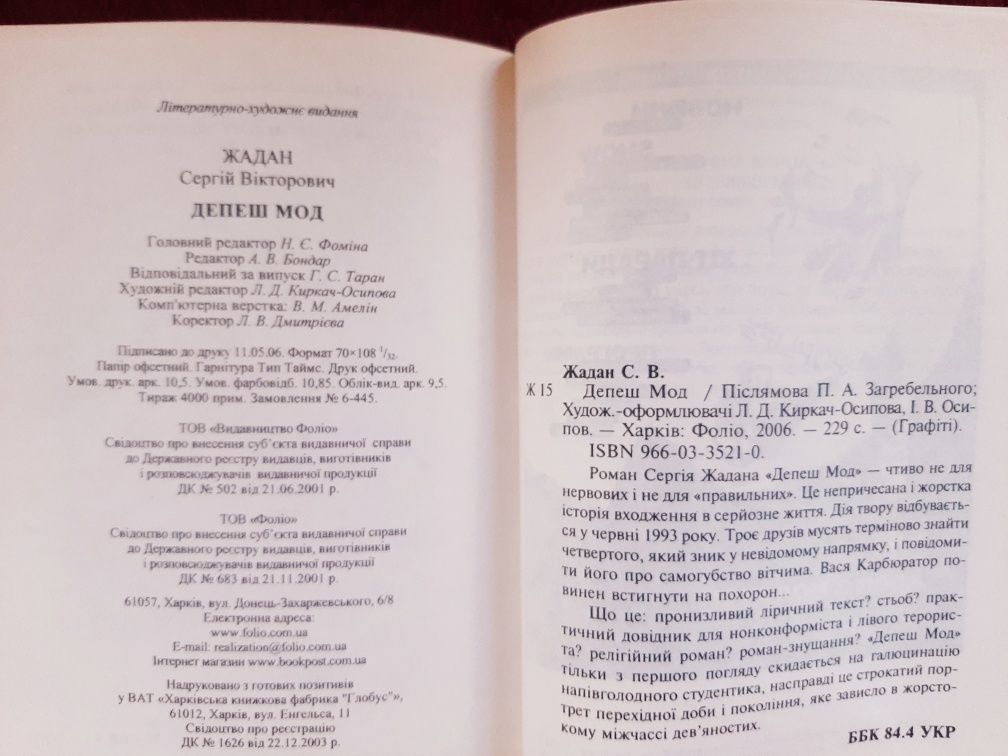 Літературно-художнє видання
ЖАДАН
Сергій Вікторович
ДЕПЕШ МОД
Головний редактор Н. Є. Фоміна
Редактор А. В. Бондар
Відповідальний за випуск Г. С. Таран
Художній редактор Л. Д. Киркач-Осипова
Комп’ютерна верстка: В. М. Амелін
Коректор Л. В. Дмитрієва
Підписано до друку 11.05.06. Формат 70×108 1/32.
Папір офсетний. Гарнітура Тип Таймс. Друк офсетний.
Умов. друк. арк. 10,5. Умов. фарбовідб. 10,85. Облік-вид. арк. 9,5.
Тираж 4000 прим. Замовлення № 6-445.
ТОВ «Видавництво Фоліо»
Свідоцтво про внесення суб’єкта видавничої справи
до Державного реєстру видавців, виготівників
і розповсюджувачів видавничої продукції
ДК № 502 від 21.06.2001 р.
ТОВ «Фоліо»
Свідоцтво про внесення суб’єкта видавничої справи
до Державного реєстру видавців, виготівників
і розповсюджувачів видавничої продукції
ДК № 683 від 21.11.2001 р.
61057, Харків, вул. Донець-Захаржевського, 6/8
Електронна адреса:
www.folio.com.ua
E-mail: realization@folio.com.ua
Інтернет магазин www.bookpost.com.ua
Надруковано з готових позитивів
у ВАТ «Харківська книжкова фабрика "Глобус"»,
61012, Харків, вул. Енгельса, 11
Свідоцтво про реєстрацію
ДК № 1626 від 22.12.2003 р.
Жадан С. В.
Ж 15 Депеш Мод / Післямова П. А. Загребельного;
Худож.-оформлювачі Л. Д. Киркач-Осипова, І. В. Оси-
пов. — Харків: Фоліо, 2006. — 229 с. — (Графіті).
ISBN 966-03-3521-0.
Роман Сергія Жадана «Депеш Мод» — чтиво не для
нервових і не для «правильних». Це непричесана і жорстка
історія входження в серйозне життя. Дія твору відбуваєть-
ся у червні 1993 року. Троє друзів мусять терміново знайти
четвертого, який зник у невідомому напрямку, і повідоми-
ти його про самогубство вітчима. Вася Карбюратор по-
винен встигнути на похорон...
Що це: пронизливий ліричний текст? стьоб? прак-
тичний довідник для нонконформіста і лівого терорис-
та? релігійний роман? роман-знущання? «Депеш Мод»
тільки з першого погляду скидається на галюцинацію
напівголодного студентика, насправді це строкатий пор-
трет перехідної доби і покоління, яке зависло в жорсто-
кому міжчассі дев’яностих.
ББК 84.4 УКР